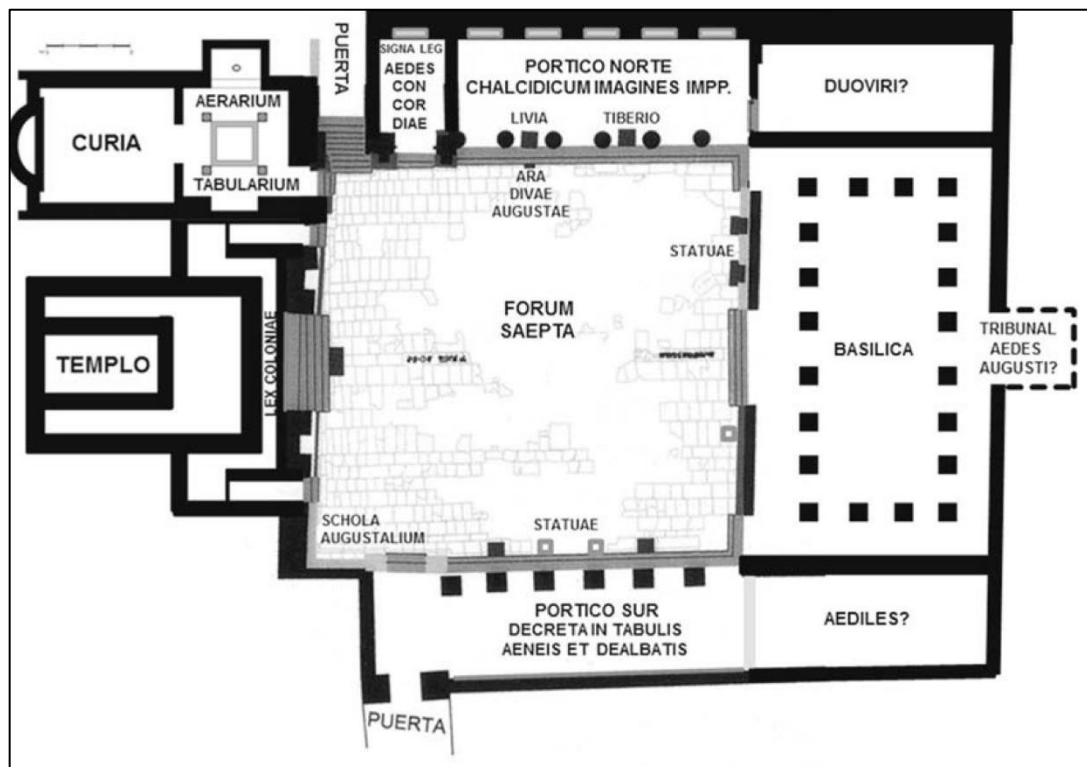 PUERTA
SIGNA LEG
AEDES
CON
COR
DIAE
PORTICO NORTE
CHALCIDICUM IMAGINES IMPP.
LIVIA
TIBERIO
DUOVIRI?
CURIA
AERARIUM
TABULARIUM
ARA
DIVAE
AUGUSTAE
STATUAE
FORUM
SAEPTA
TEMPLO
LEX COLONIAE
BASILICA
TRIBUNAL
AEDES
AUGUSTI?
SCHOLA
AUGUSTALIUM
STATUAE
PORTICO SUR
DECRETA IN TABULIS
AENEIS ET DEALBATIS
AEDILES?
PUERTA